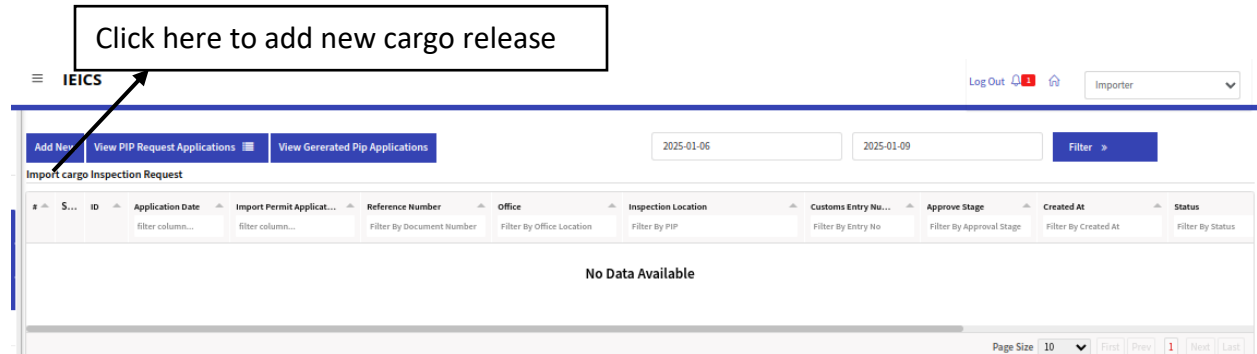 Click here to add new cargo release
≡ IEICS Log Out 1 Importer
Add New View PIP Request Applications View Gererated Pip Applications 2025-01-06 2025-01-09 Filter »
Import cargo Inspection Request
# S... ID Application Date Import Permit Applicat... Reference Number Office Inspection Location Customs Entry Nu... Approve Stage Created At Status
filter column... filter column... Filter By Document Number Filter By Office Location Filter By PIP Filter By Entry No Filter By Approval Stage Filter By Created At Filter By Status
No Data Available
Page Size 10 First Prev 1 Next Last